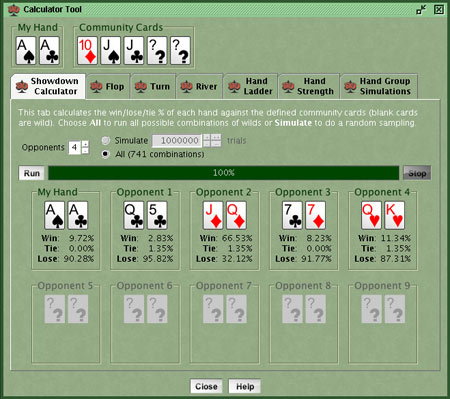 Calculator Tool
My Hand
Community Cards
A A 10 J J ? ?
Showdown Calculator Flop Turn River Hand Ladder Hand Strength Hand Group Simulations
This tab calculates the win/lose/tie % of each hand against the defined community cards (blank cards
are wild). Choose All to run all possible combinations of wilds or Simulate to do a random sampling.
Opponents 4 Simulate 1000000 trials
All (741 combinations)
Run 100% Stop
My Hand Opponent 1 Opponent 2 Opponent 3 Opponent 4
A A Q 5 J Q 7 7 Q K
Win: 9.72% Win: 2.83% Win: 66.53% Win: 8.23% Win: 11.34%
Tie: 0.00% Tie: 1.35% Tie: 1.35% Tie: 0.00% Tie: 1.35%
Lose: 90.28% Lose: 95.82% Lose: 32.12% Lose: 91.77% Lose: 87.31%
Opponent 5 Opponent 6 Opponent 7 Opponent 8 Opponent 9
? ? ? ? ? ? ? ? ? ?
Close Help